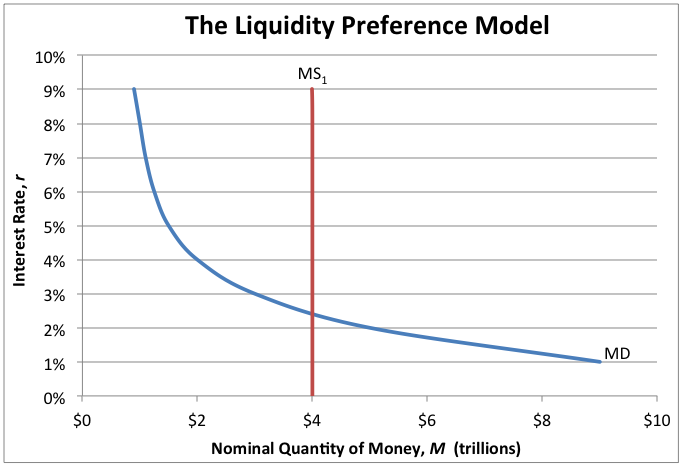 The Liquidity Preference Model
10%
9%
8%
7%
6%
5%
4%
3%
2%
1%
0%
Interest Rate, r
MS1
MD
$0 $2 $4 $6 $8 $10
Nominal Quantity of Money, M (trillions)